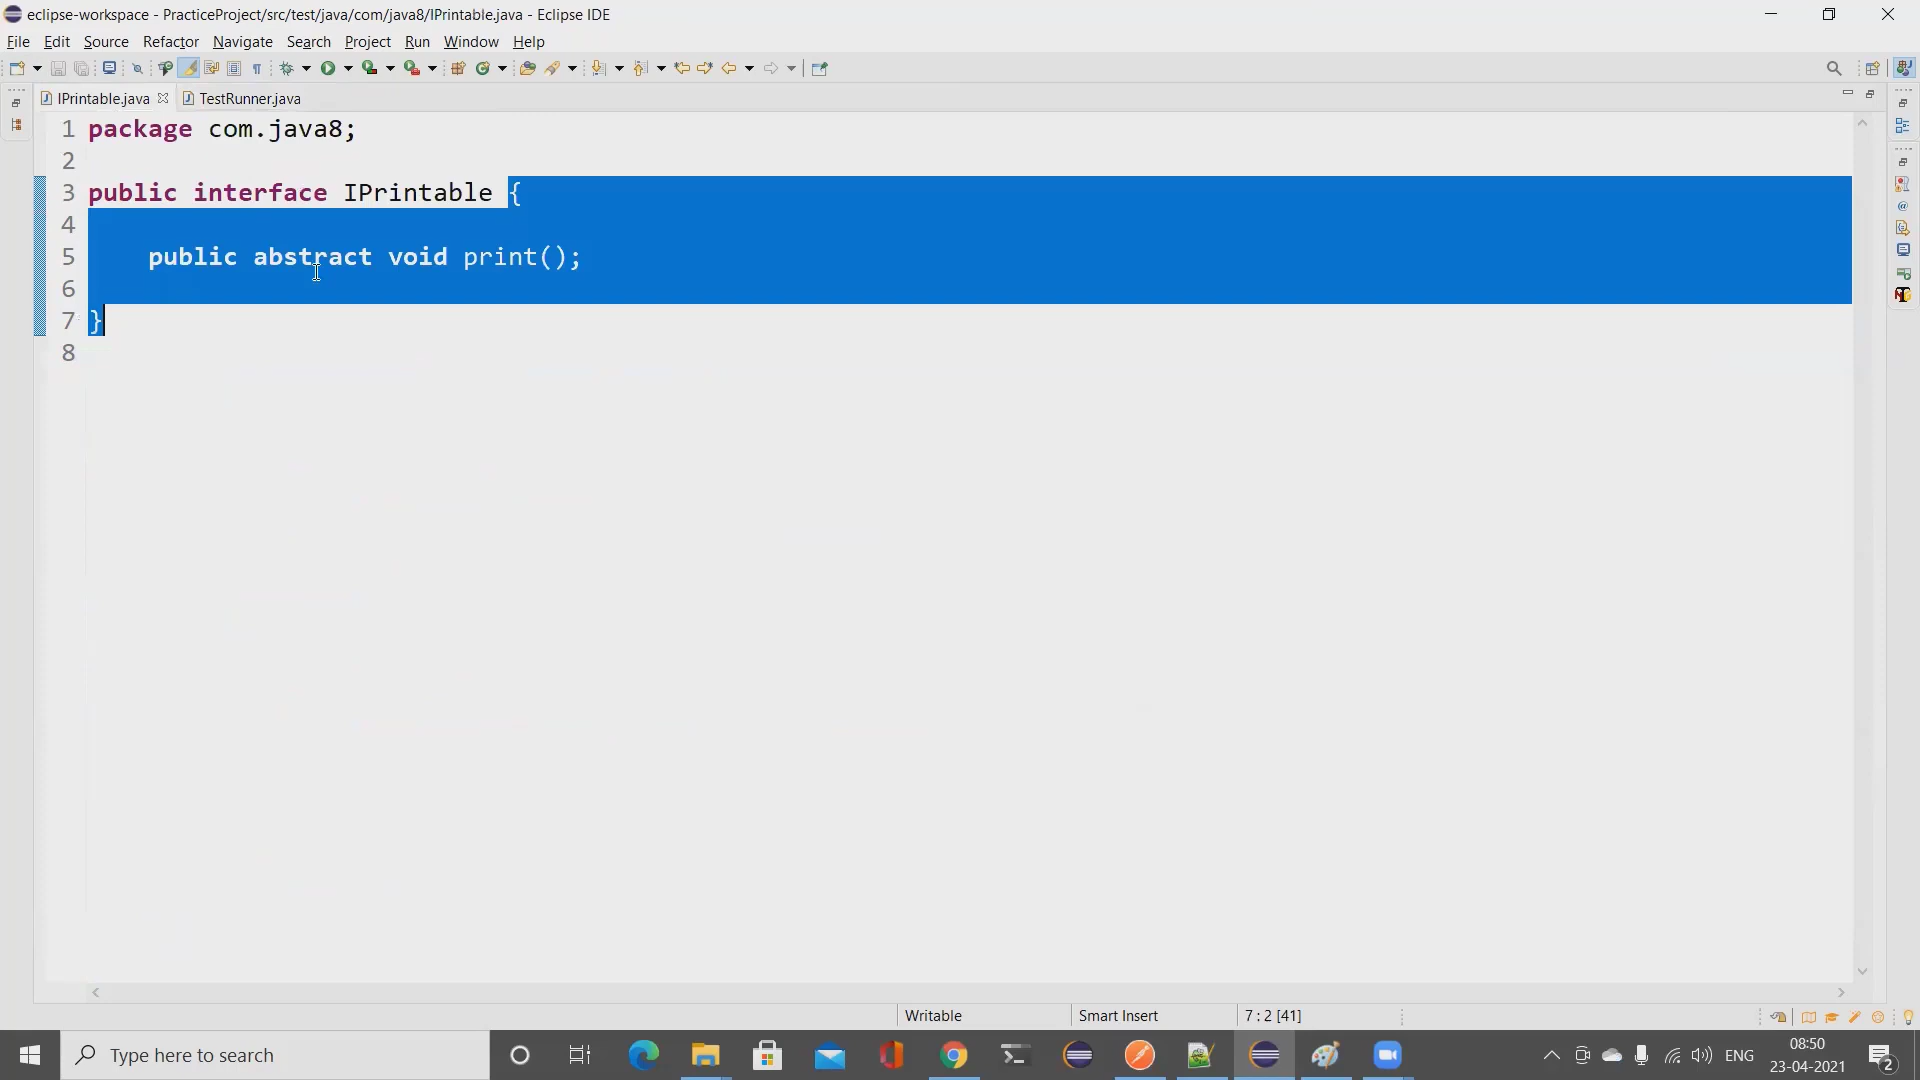 eclipse-workspace - PracticeProject/src/test/java/com/java8/IPrintable.java - Eclipse IDE
File Edit Source Refactor Navigate Search Project Run Window Help
IPrintable.java TestRunner.java
1 package com.java8;
2
3 public interface IPrintable {
4
5 public abstract void print();
6
7 }
8
Writable Smart Insert 7 : 2 [41]
Type here to search
ENG
08:50
23-04-2021
2